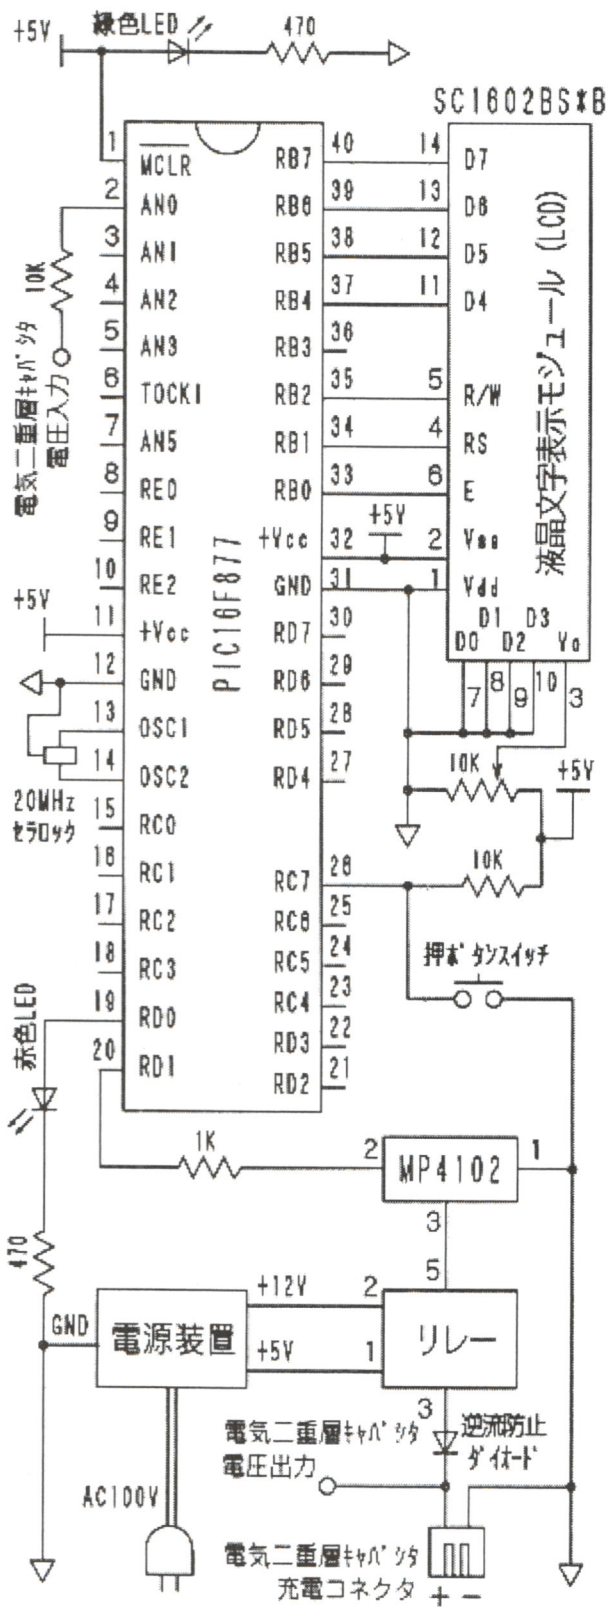 緑色LED
+5V
470
SC1602BS*B
1 MCLR
2 AN0
3 AN1
4 AN2
5 AN3
6 TOCKI
7 AN5
8 RE0
9 RE1
10 RE2
11 +Vcc
12 GND
13 OSC1
14 OSC2
15 RC0
16 RC1
17 RC2
18 RC3
19 RD0
20 RD1
PIC16F877
RB7 40
RB6 39
RB5 38
RB4 37
RB3 36
RB2 35
RB1 34
RB0 33
+Vcc 32
GND 31
RD7 30
RD6 29
RD5 28
RD4 27
RC7 26
RC6 25
RC5 24
RC4 23
RD3 22
RD2 21
14 D7
13 D6
12 D5
11 D4
5 R/W
4 RS
6 E
2 Vss
1 Vdd
D1 D3
D0 D2 Vo
7 8 9 10 3
液晶文字表示モジュール (LCD)
+5V
10K
電気二重層キャパシタ
電圧入力
+5V
20MHz
セラロック
10K
+5V
10K
押ボタンスイッチ
赤色LED
470
1K
2 MP4102 1
3
GND
電源装置
+12V
+5V
AC100V
5
2
1
リレー
3
逆流防止
ダイオード
電気二重層キャパシタ
電圧出力
電気二重層キャパシタ
充電コネクタ
+ −